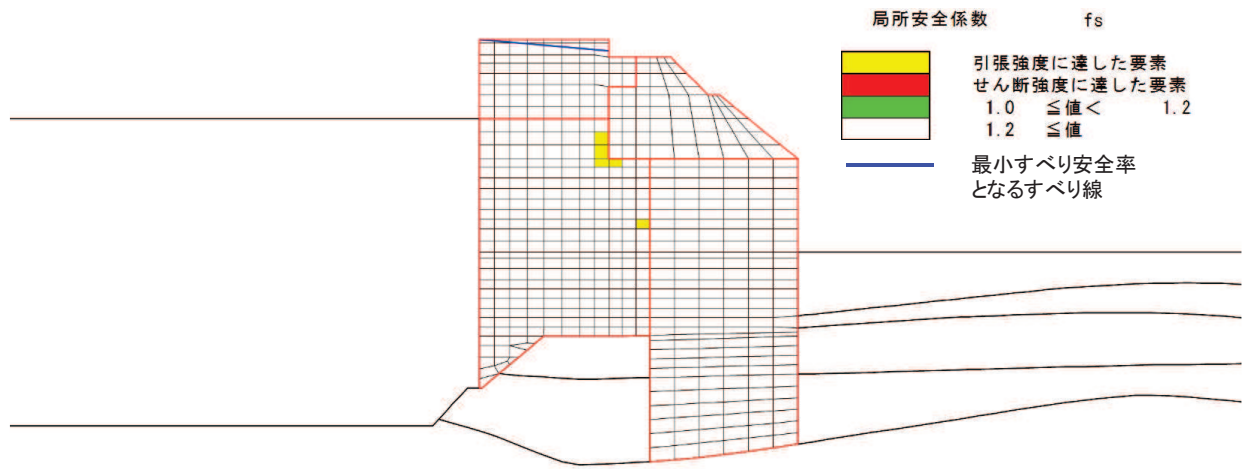 局所安全係数 fs
引張強度に達した要素
せん断強度に達した要素
1.0 ≦値< 1.2
1.2 ≦値
最小すべり安全率
となるすべり線